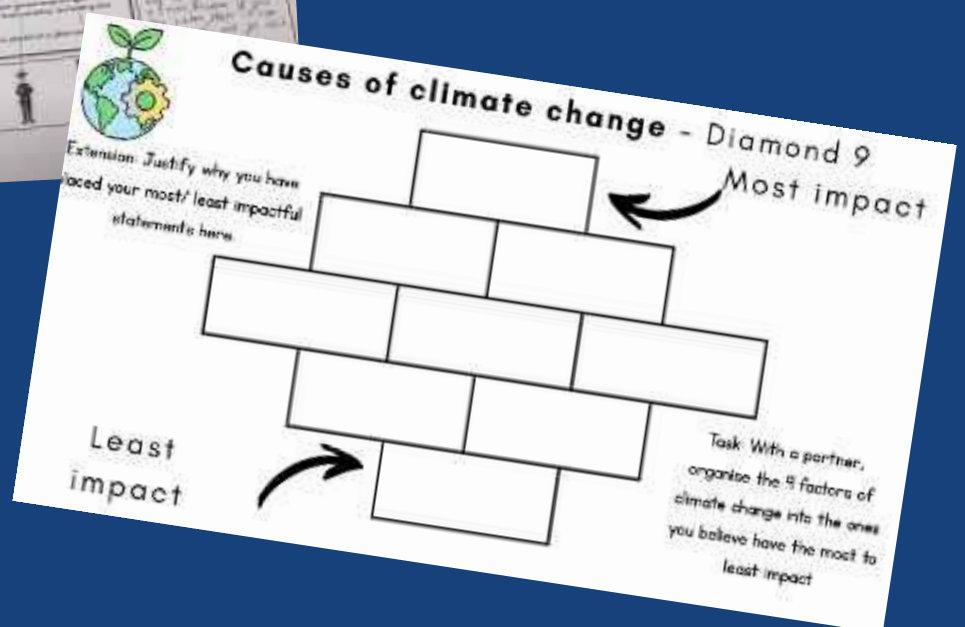 Causes of climate change - Diamond 9
Most impact
Extension: Justify why you have
laced your most/ least impactful
statements here
Least
impact
Task: With a partner,
organise the 9 factors of
climate change into the ones
you believe have the most to
least impact